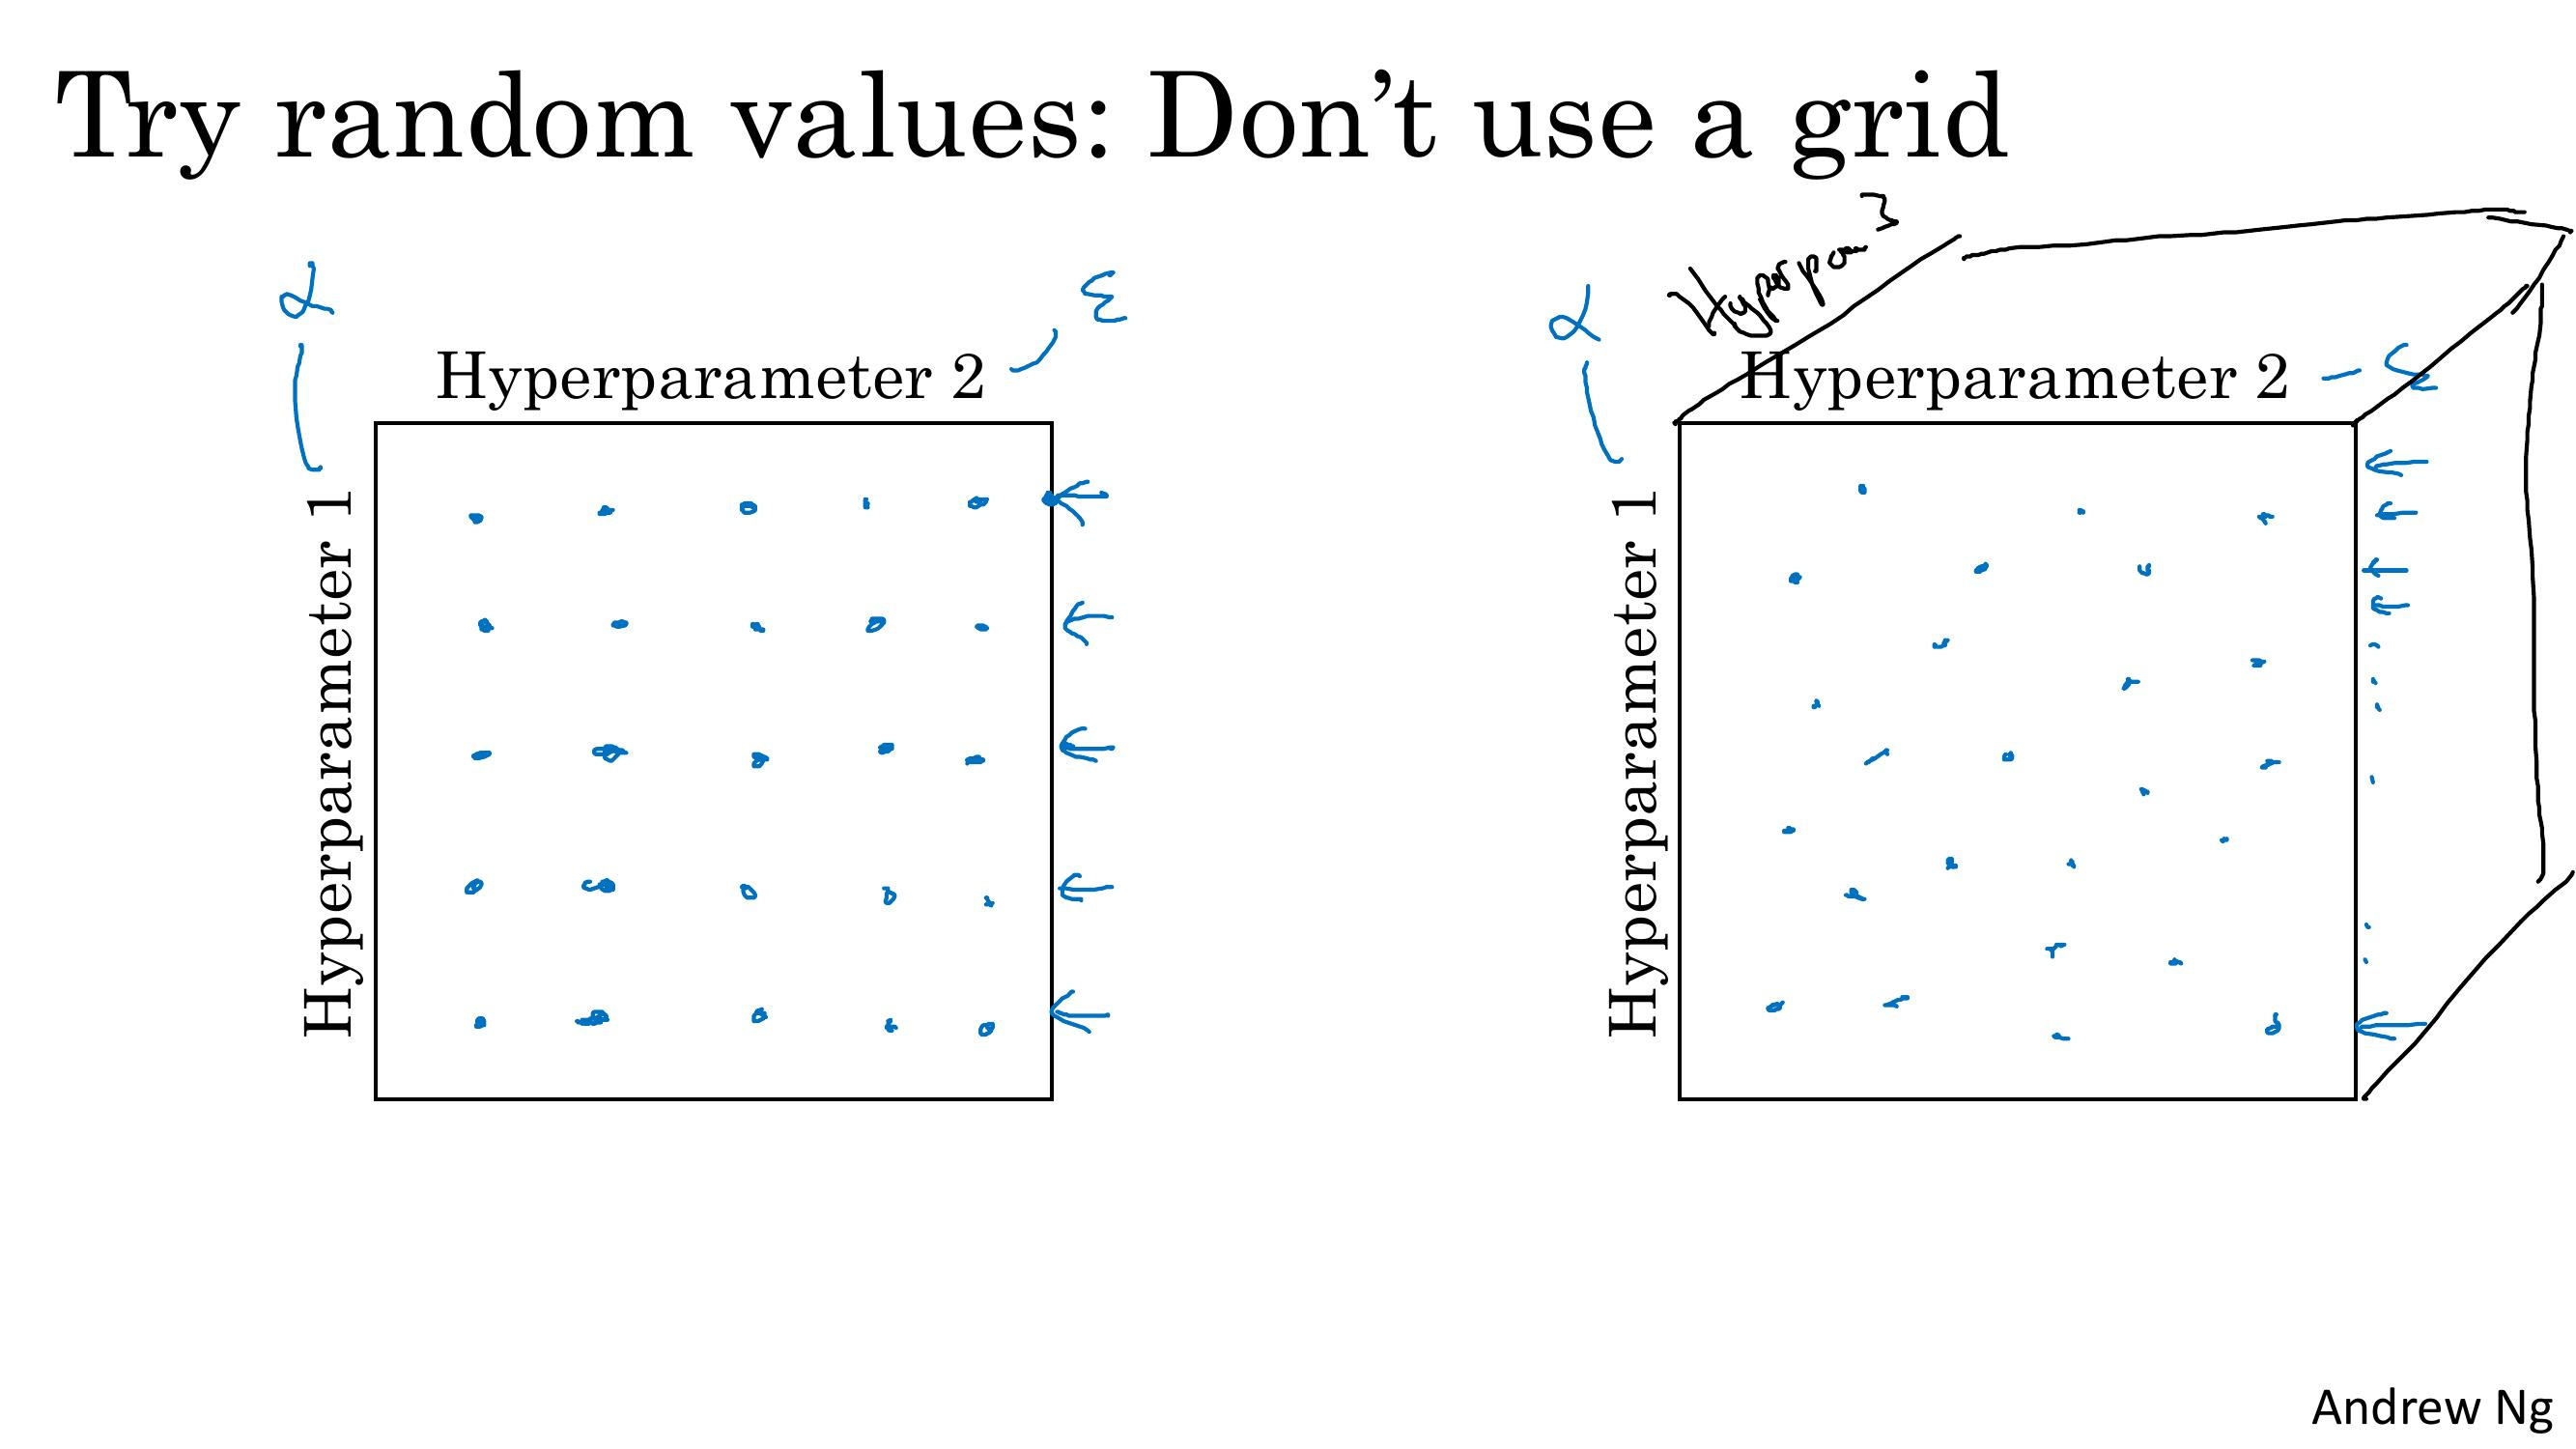 Try random values: Don't use a grid
α
ε
Hyperparameter 2
Hyperparameter 1
α
Hyperparam 3
Hyperparameter 2
ε
Hyperparameter 1
Andrew Ng